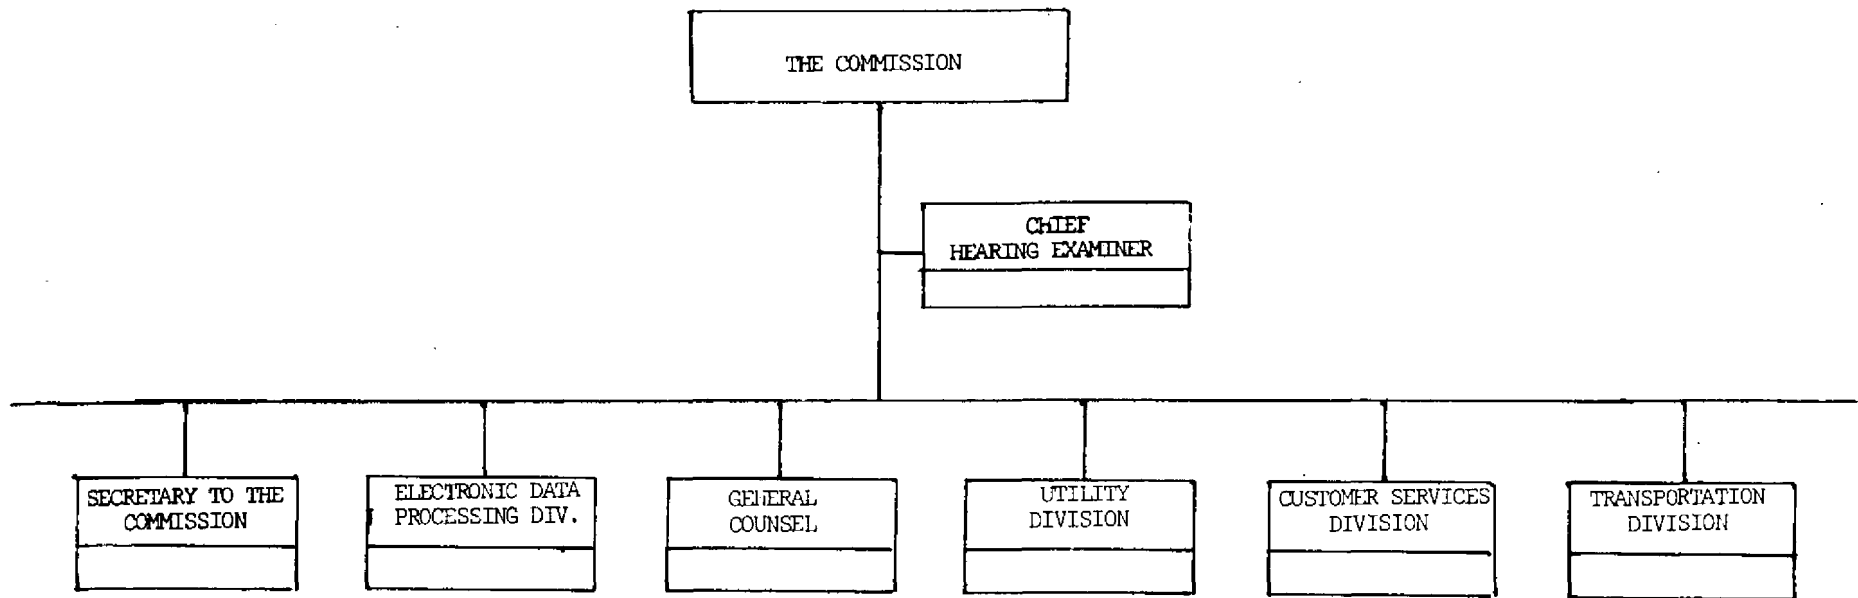 THE COMMISSION
CHIEF
HEARING EXAMINER
SECRETARY TO THE
COMMISSION
ELECTRONIC DATA
PROCESSING DIV.
GENERAL
COUNSEL
UTILITY
DIVISION
CUSTOMER SERVICES
DIVISION
TRANSPORTATION
DIVISION